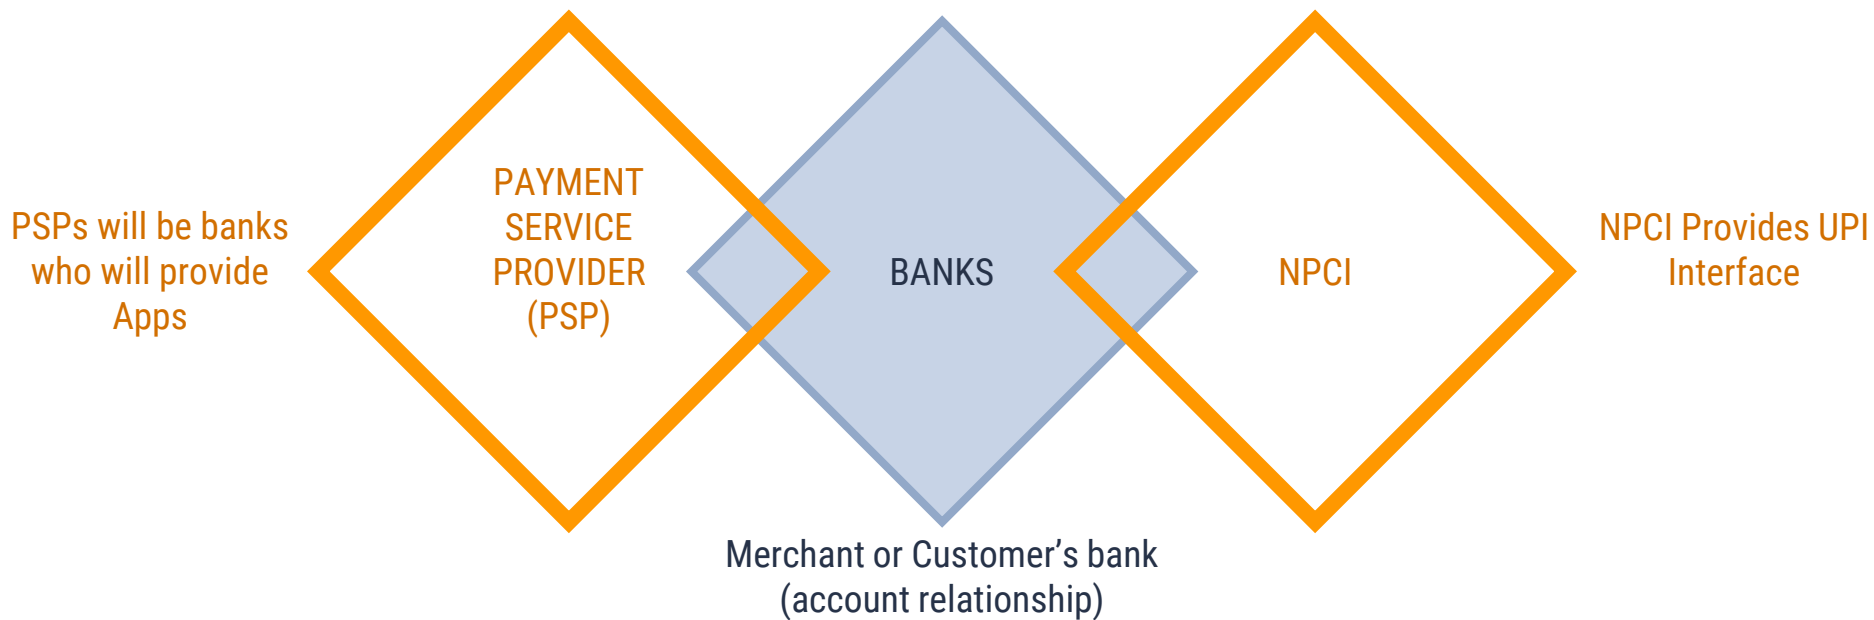 PSPs will be banks
who will provide
Apps
PAYMENT
SERVICE
PROVIDER
(PSP)
BANKS
Merchant or Customer’s bank
(account relationship)
NPCI
NPCI Provides UPI
Interface